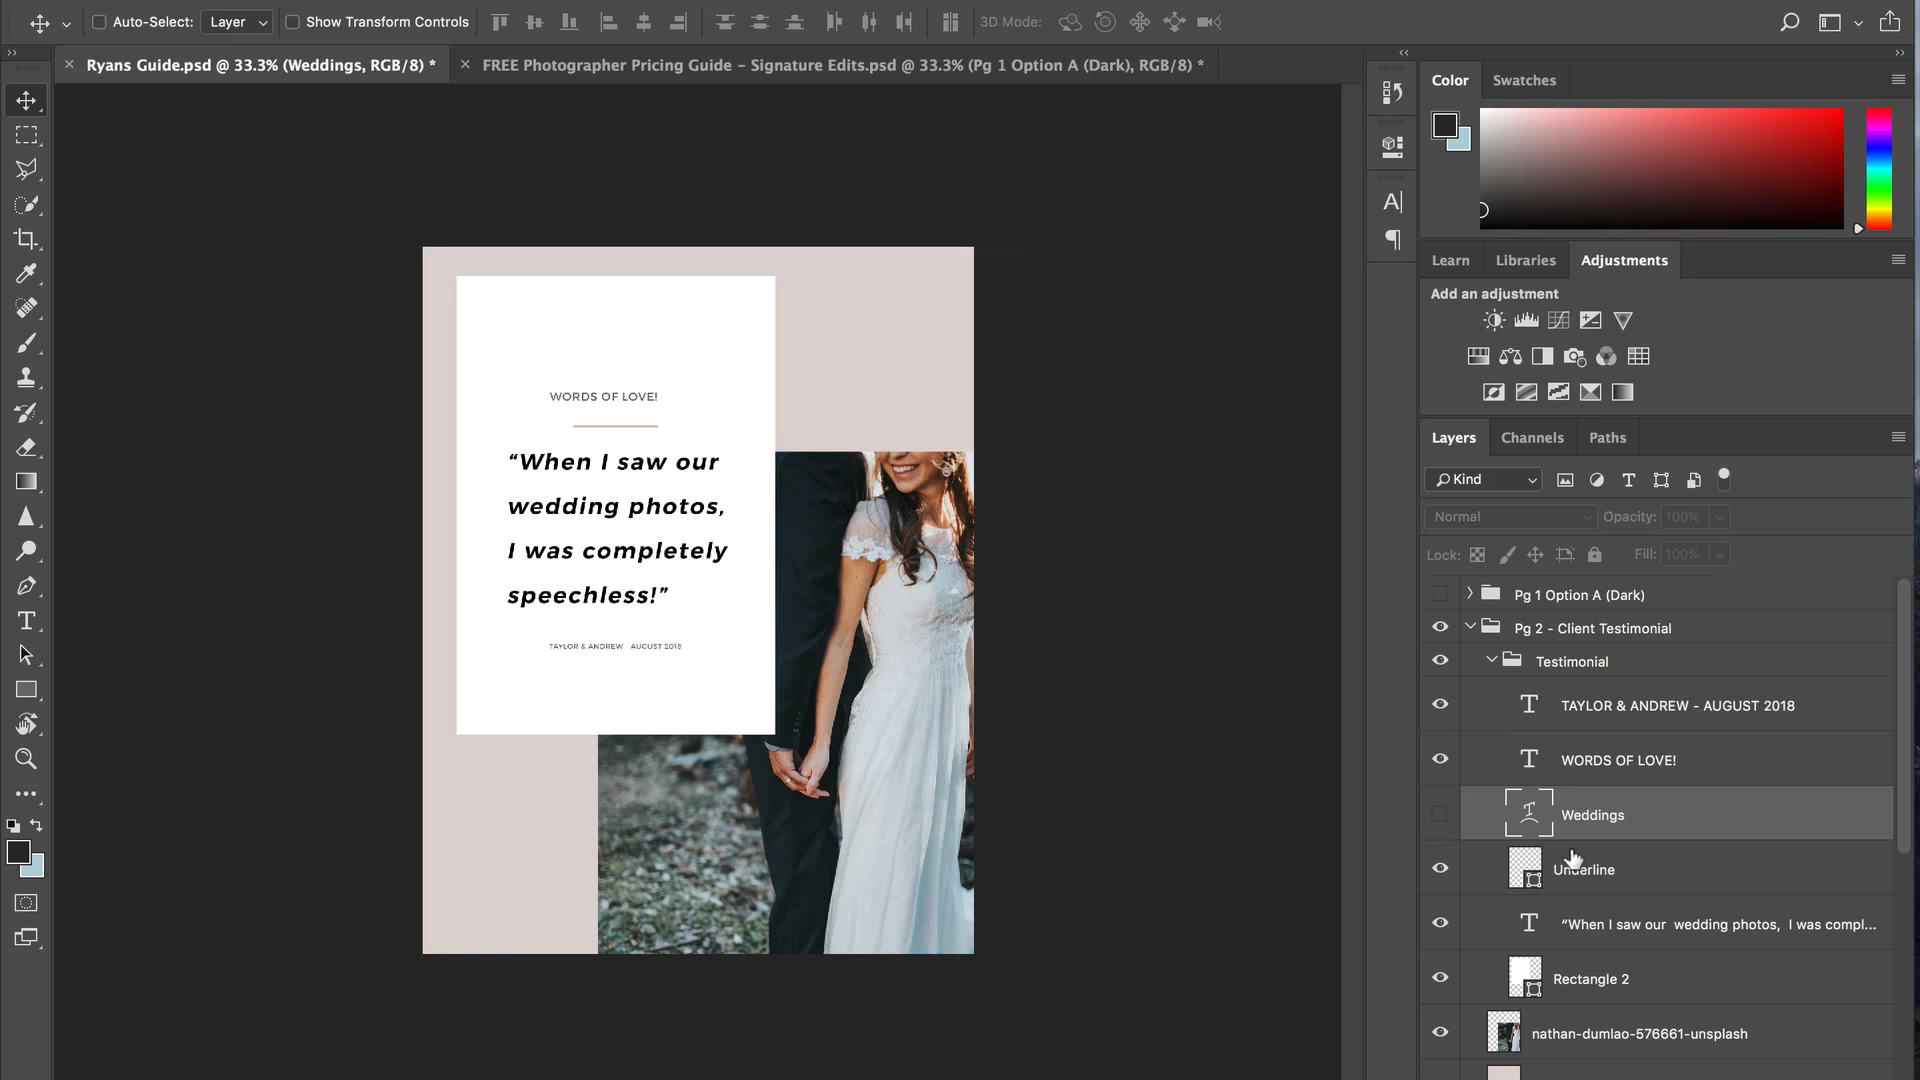 Auto-Select:
Layer
Show Transform Controls
3D Mode:
Ryans Guide.psd @ 33.3% (Weddings, RGB/8) *
FREE Photographer Pricing Guide – Signature Edits.psd @ 33.3% (Pg 1 Option A (Dark), RGB/8) *
WORDS OF LOVE!
“When I saw our
wedding photos,
I was completely
speechless!”
TAYLOR & ANDREW - AUGUST 2018
Color
Swatches
Learn
Libraries
Adjustments
Add an adjustment
Layers
Channels
Paths
Kind
Normal
Opacity: 100%
Lock:
Fill: 100%
Pg 1 Option A (Dark)
Pg 2 - Client Testimonial
Testimonial
TAYLOR & ANDREW - AUGUST 2018
WORDS OF LOVE!
Weddings
Underline
“When I saw our  wedding photos,  I was compl...
Rectangle 2
nathan-dumlao-576661-unsplash